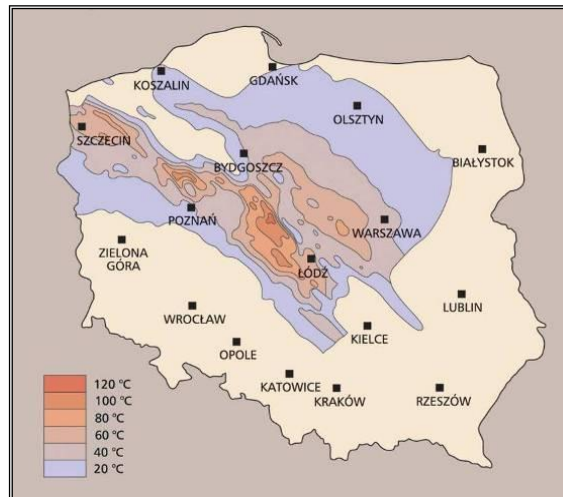 KOSZALIN
GDAŃSK
OLSZTYN
SZCZECIN
BYDGOSZCZ
BIAŁYSTOK
POZNAŃ
WARSZAWA
ZIELONA
GÓRA
ŁÓDŹ
LUBLIN
WROCŁAW
KIELCE
OPOLE
KATOWICE
KRAKÓW
RZESZÓW
120 °C
100 °C
80 °C
60 °C
40 °C
20 °C